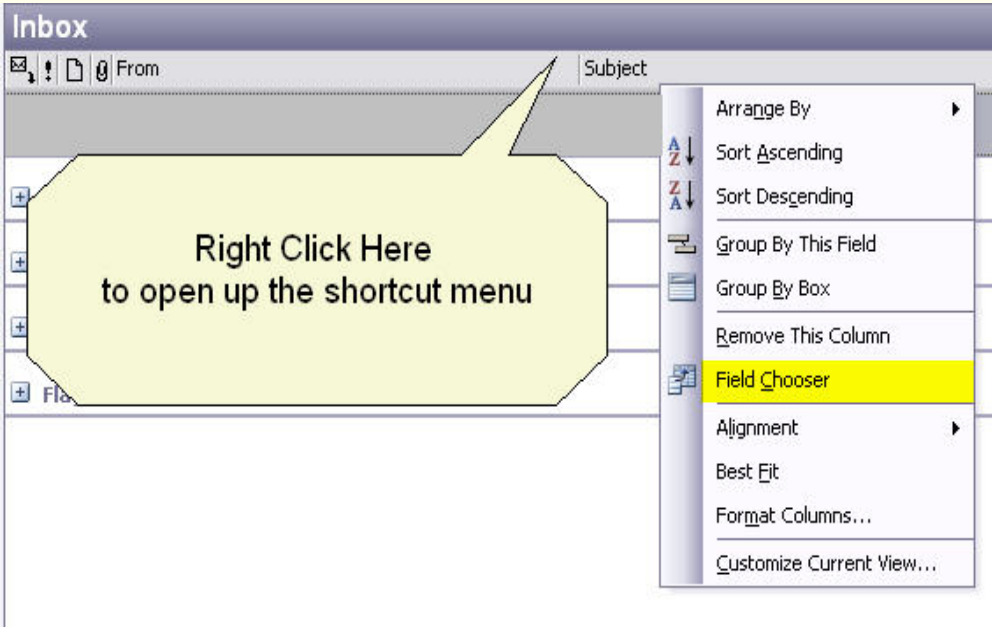 Inbox
From Subject
Arrange By
Sort Ascending
Sort Descending
Group By This Field
Group By Box
Remove This Column
Field Chooser
Alignment
Best Fit
Format Columns...
Customize Current View...
Right Click Here
to open up the shortcut menu